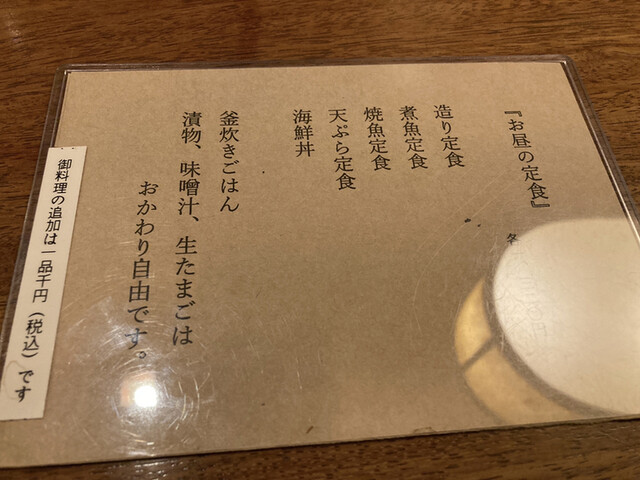 『お昼の定食』
各
造り定食
煮魚定食
焼魚定食
天ぷら定食
海鮮丼
釜炊きごはん
漬物、味噌汁、生たまごは
おかわり自由です。
御料理の追加は一品千円（税込）です